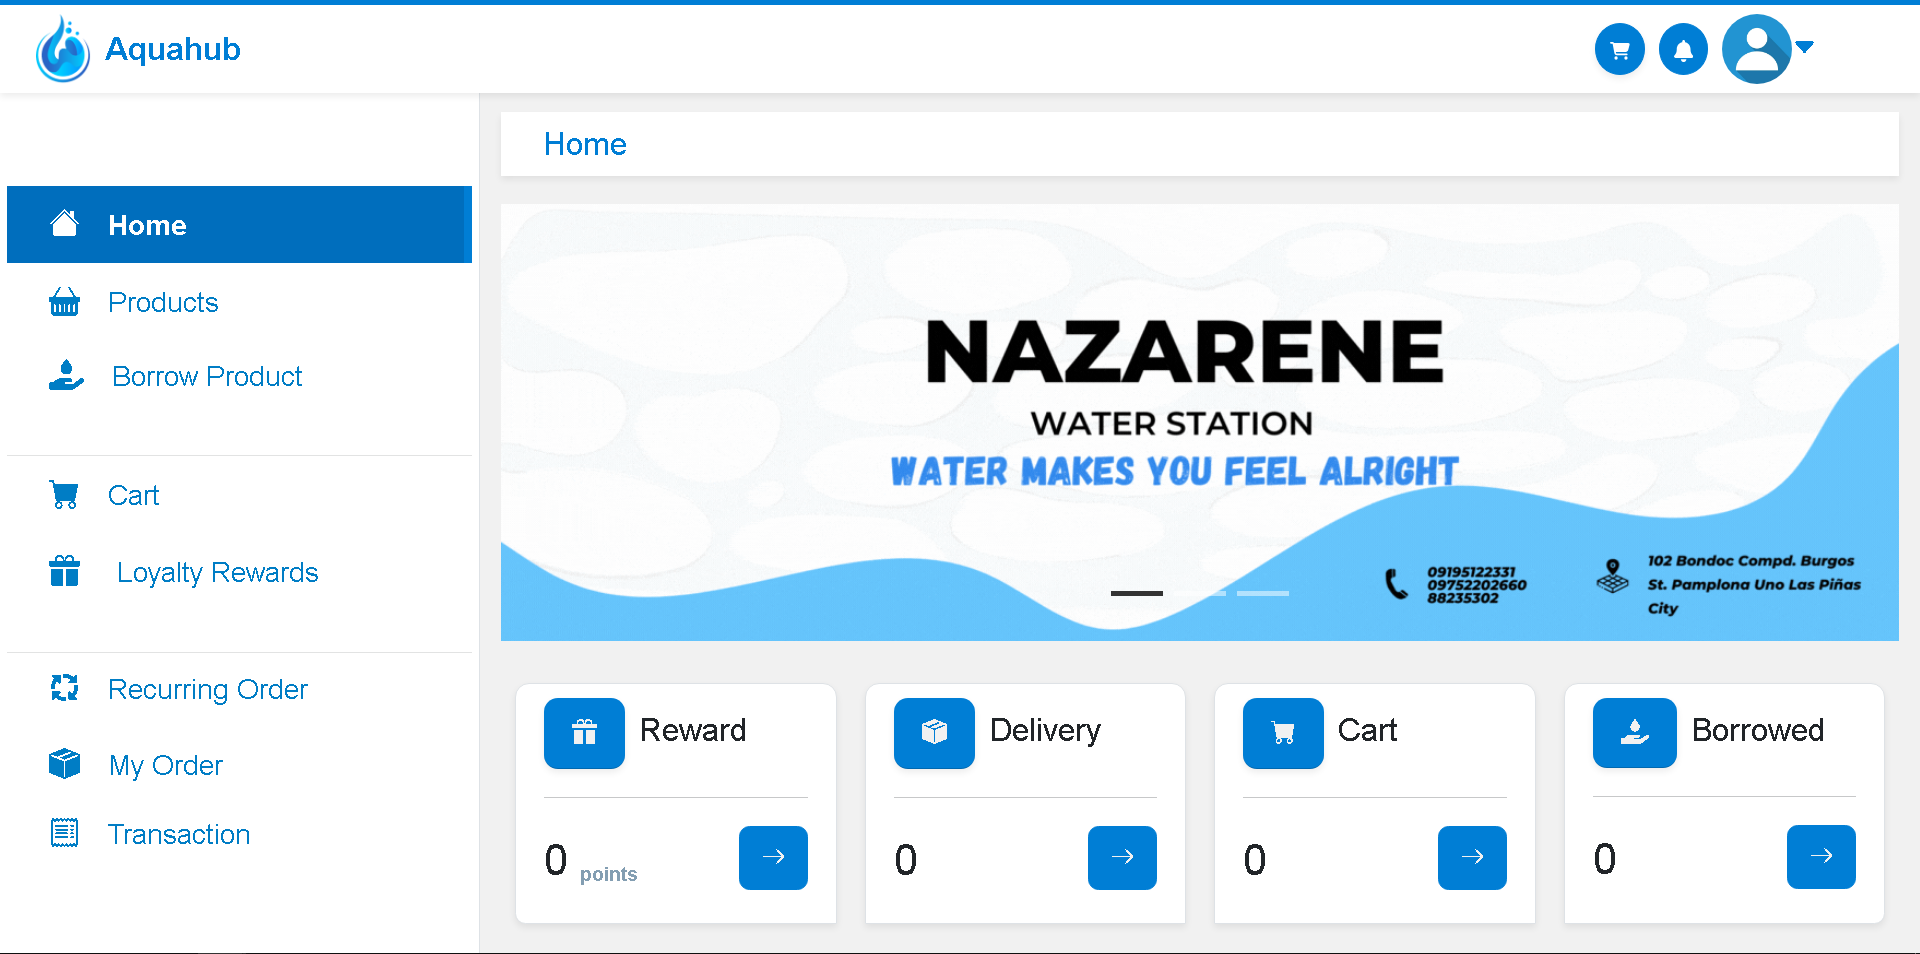 Aquahub
Home
Home
Products
Borrow Product
Cart
Loyalty Rewards
Recurring Order
My Order
Transaction
NAZARENE
WATER STATION
WATER MAKES YOU FEEL ALRIGHT
09195122331
09752202660
88235302
102 Bondoc Compd. Burgos
St. Pamplona Uno Las Piñas
City
Reward
0 points
Delivery
0
Cart
0
Borrowed
0